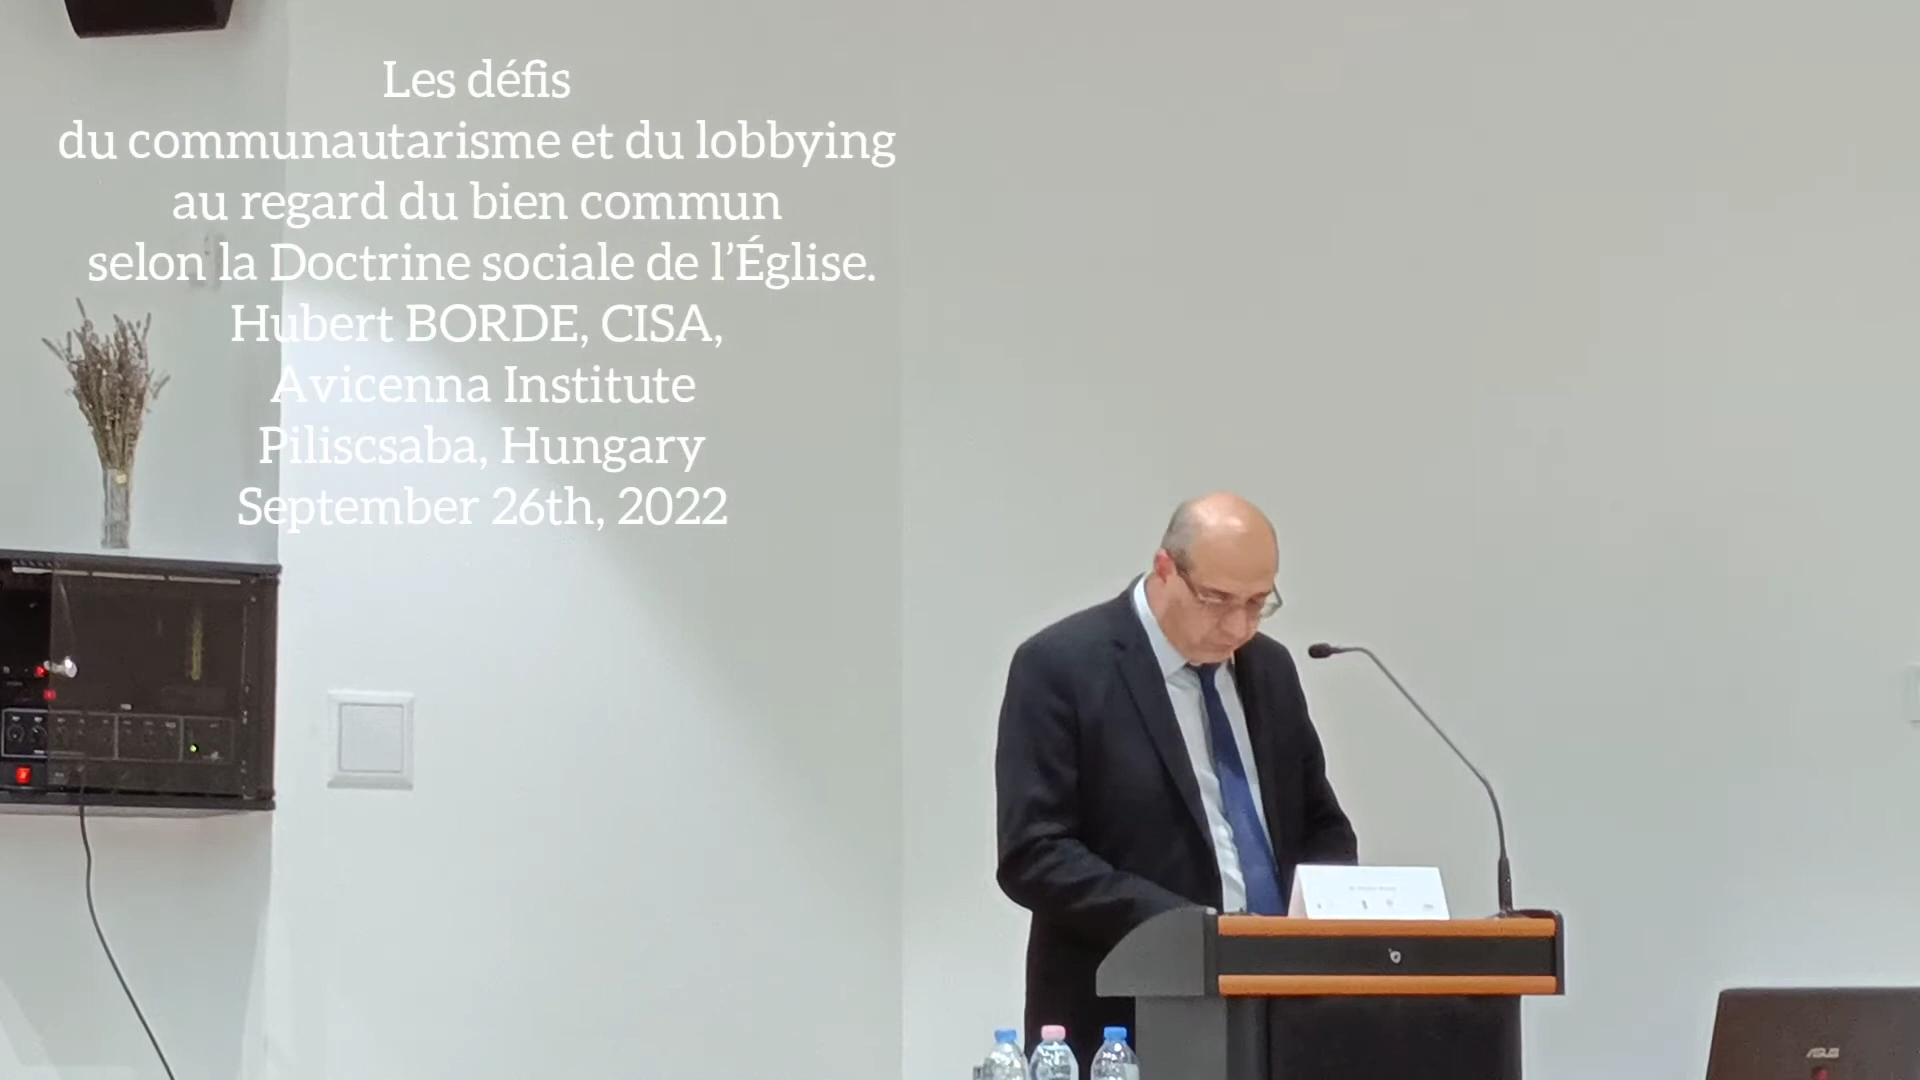 Les défis
du communautarisme et du lobbying
au regard du bien commun
selon la Doctrine sociale de l’Église.
Hubert BORDE, CISA,
Avicenna Institute
Piliscsaba, Hungary
September 26th, 2022
ASUS